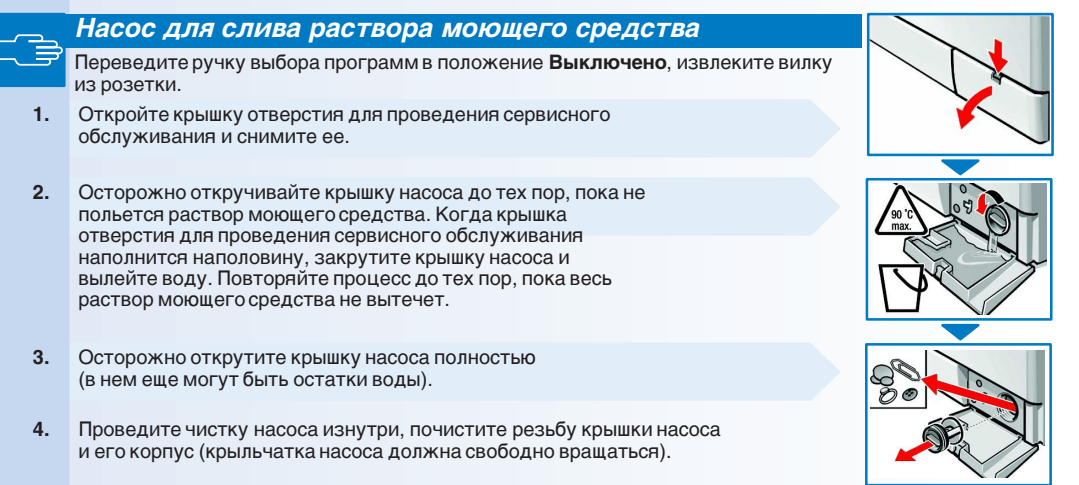 Насос для слива раствора моющего средства
Переведите ручку выбора программ в положение Выключено, извлеките вилку
из розетки.
1. Откройте крышку отверстия для проведения сервисного
обслуживания и снимите ее.
2. Осторожно откручивайте крышку насоса до тех пор, пока не
польется раствор моющего средства. Когда крышка
отверстия для проведения сервисного обслуживания
наполнится наполовину, закрутите крышку насоса и
вылейте воду. Повторяйте процесс до тех пор, пока весь
раствор моющего средства не вытечет.
90 °C
max.
3. Осторожно открутите крышку насоса полностью
(в нем еще могут быть остатки воды).
4. Проведите чистку насоса изнутри, почистите резьбу крышки насоса
и его корпус (крыльчатка насоса должна свободно вращаться).